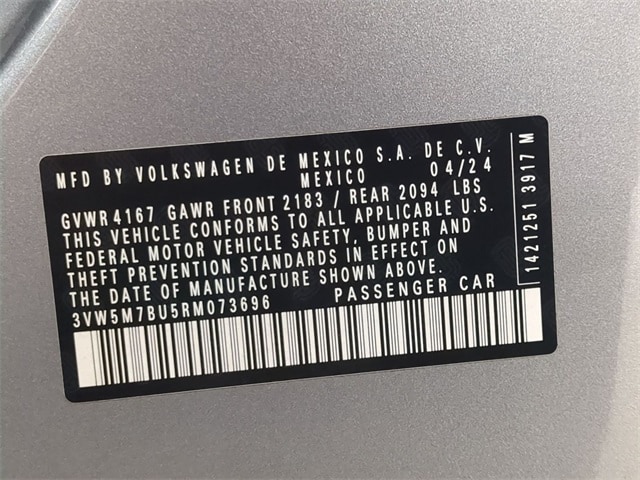 MFD BY VOLKSWAGEN DE MEXICO S.A. DE C.V.
MEXICO 04/24
GVWR 4167 GAWR FRONT 2183 / REAR 2094 LBS
THIS VEHICLE CONFORMS TO ALL APPLICABLE U.S.
FEDERAL MOTOR VEHICLE SAFETY, BUMPER AND
THEFT PREVENTION STANDARDS IN EFFECT ON
THE DATE OF MANUFACTURE SHOWN ABOVE.
3VW5M7BU5RM073696 PASSENGER CAR
1421251 3917 M